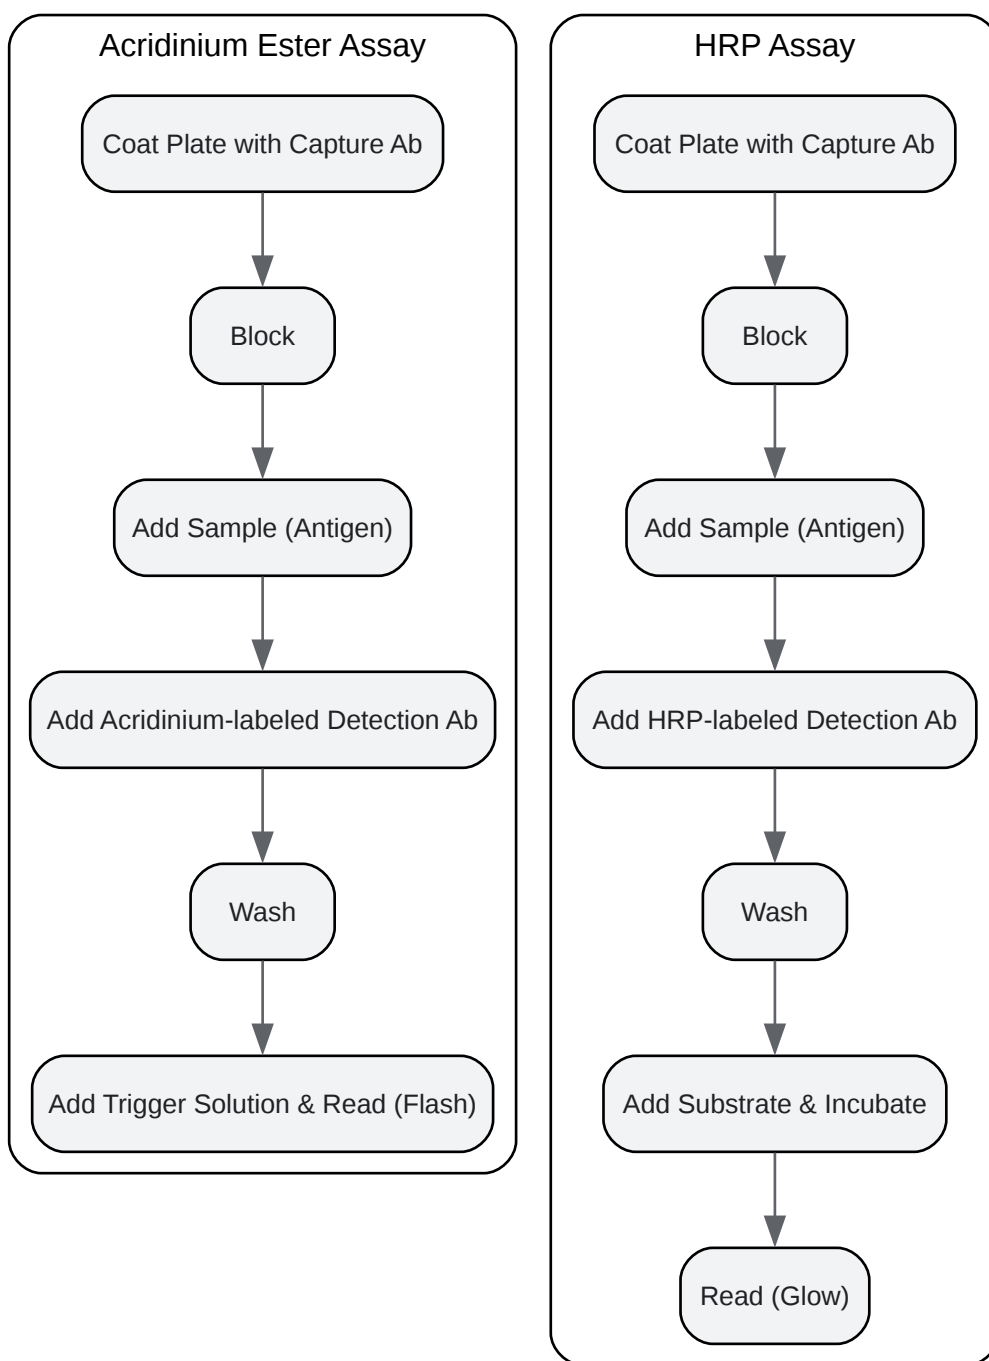 Acridinium Ester Assay
Coat Plate with Capture Ab
Block
Add Sample (Antigen)
Add Acridinium-labeled Detection Ab
Wash
Add Trigger Solution & Read (Flash)
HRP Assay
Coat Plate with Capture Ab
Block
Add Sample (Antigen)
Add HRP-labeled Detection Ab
Wash
Add Substrate & Incubate
Read (Glow)